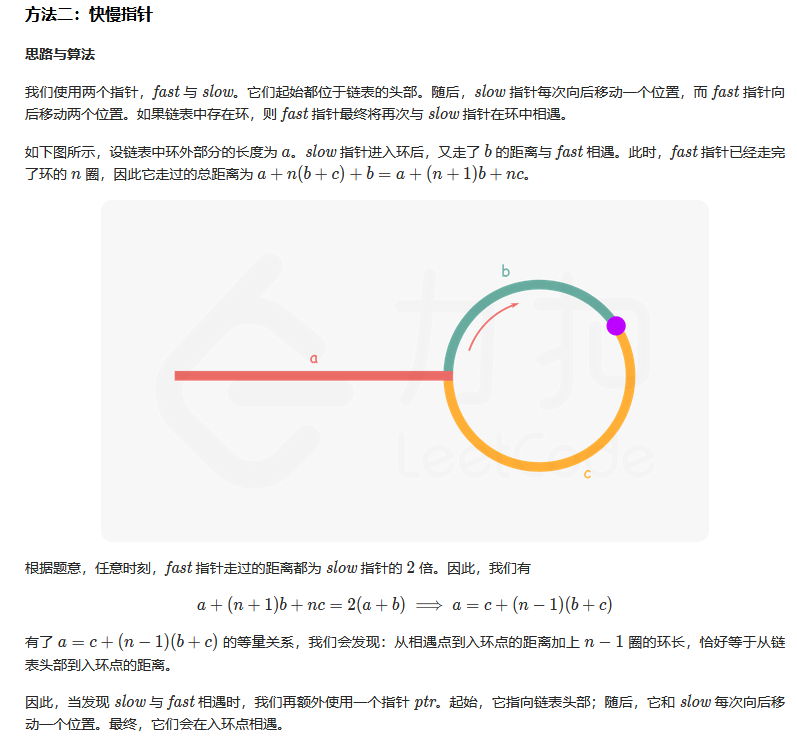 方法二：快慢指针
思路与算法
我们使用两个指针，fast 与 slow。它们起始都位于链表的头部。随后，slow 指针每次向后移动一个位置，而 fast 指针向
后移动两个位置。如果链表中存在环，则 fast 指针最终将再次与 slow 指针在环中相遇。
如下图所示，设链表中环外部分的长度为 a。slow 指针进入环后，又走了 b 的距离与 fast 相遇。此时，fast 指针已经走完
了环的 n 圈，因此它走过的总距离为 a + n(b + c) + b = a + (n + 1)b + nc。
b
a
力扣
LeetCode
c
根据题意，任意时刻，fast 指针走过的距离都为 slow 指针的 2 倍。因此，我们有
a + (n + 1)b + nc = 2(a + b) ⟹ a = c + (n − 1)(b + c)
有了 a = c + (n − 1)(b + c) 的等量关系，我们会发现：从相遇点到入环点的距离加上 n − 1 圈的环长，恰好等于从链
表头部到入环点的距离。
因此，当发现 slow 与 fast 相遇时，我们再额外使用一个指针 ptr。起始，它指向链表头部；随后，它和 slow 每次向后移
动一个位置。最终，它们会在入环点相遇。